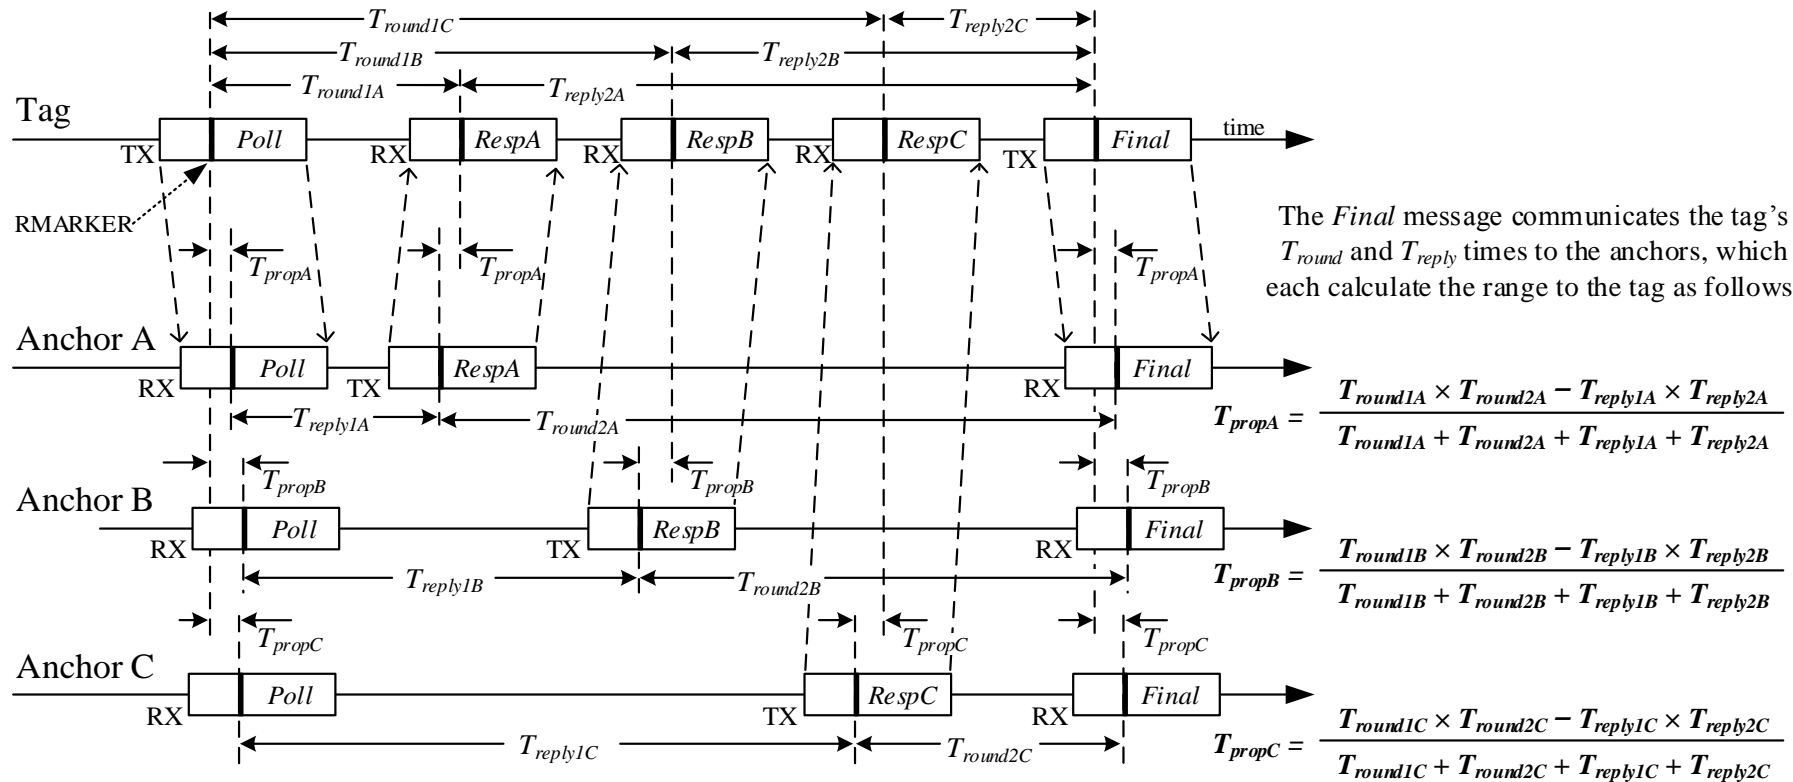 T_round1C
T_reply2C
T_round1B
T_reply2B
T_round1A
T_reply2A
Tag
Poll
RespA
RespB
RespC
Final
time
TX
RX
RX
RX
TX
RMARKER
T_propA
T_propA
T_propA
The Final message communicates the tag’s
T_round and T_reply times to the anchors, which
each calculate the range to the tag as follows
Anchor A
Poll
RespA
Final
RX
TX
RX
T_reply1A
T_round2A
T_propA = (T_round1A × T_round2A − T_reply1A × T_reply2A) / (T_round1A + T_round2A + T_reply1A + T_reply2A)
T_propB
T_propB
T_propB
Anchor B
Poll
RespB
Final
RX
TX
RX
T_reply1B
T_round2B
T_propB = (T_round1B × T_round2B − T_reply1B × T_reply2B) / (T_round1B + T_round2B + T_reply1B + T_reply2B)
T_propC
T_propC
T_propC
Anchor C
Poll
RespC
Final
RX
TX
RX
T_reply1C
T_round2C
T_propC = (T_round1C × T_round2C − T_reply1C × T_reply2C) / (T_round1C + T_round2C + T_reply1C + T_reply2C)